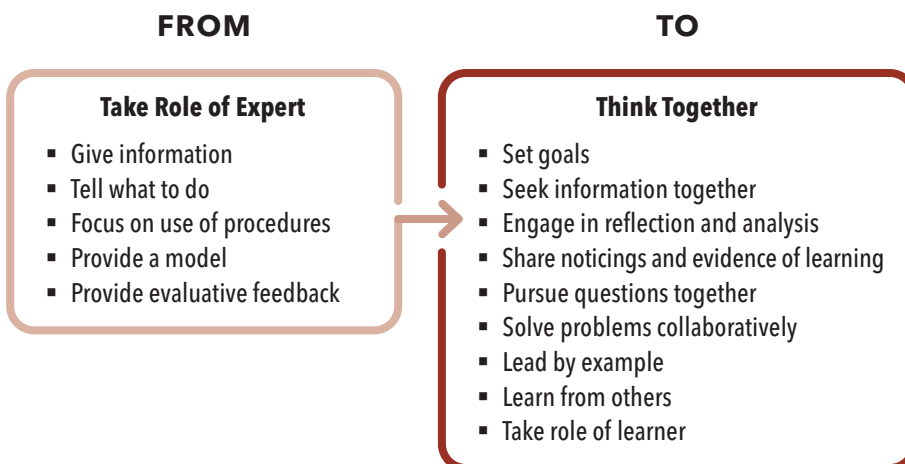 FROM
Take Role of Expert
▪ Give information
▪ Tell what to do
▪ Focus on use of procedures
▪ Provide a model
▪ Provide evaluative feedback
TO
Think Together
▪ Set goals
▪ Seek information together
▪ Engage in reflection and analysis
▪ Share noticings and evidence of learning
▪ Pursue questions together
▪ Solve problems collaboratively
▪ Lead by example
▪ Learn from others
▪ Take role of learner